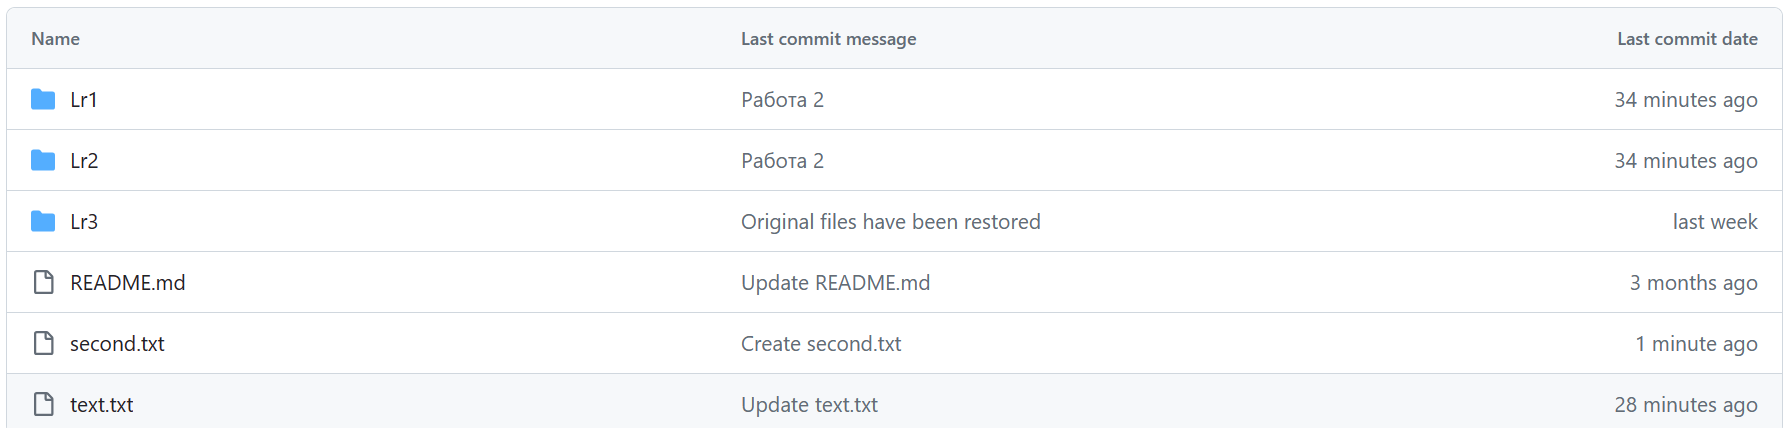 Name Last commit message Last commit date
Lr1 Работа 2 34 minutes ago
Lr2 Работа 2 34 minutes ago
Lr3 Original files have been restored last week
README.md Update README.md 3 months ago
second.txt Create second.txt 1 minute ago
text.txt Update text.txt 28 minutes ago